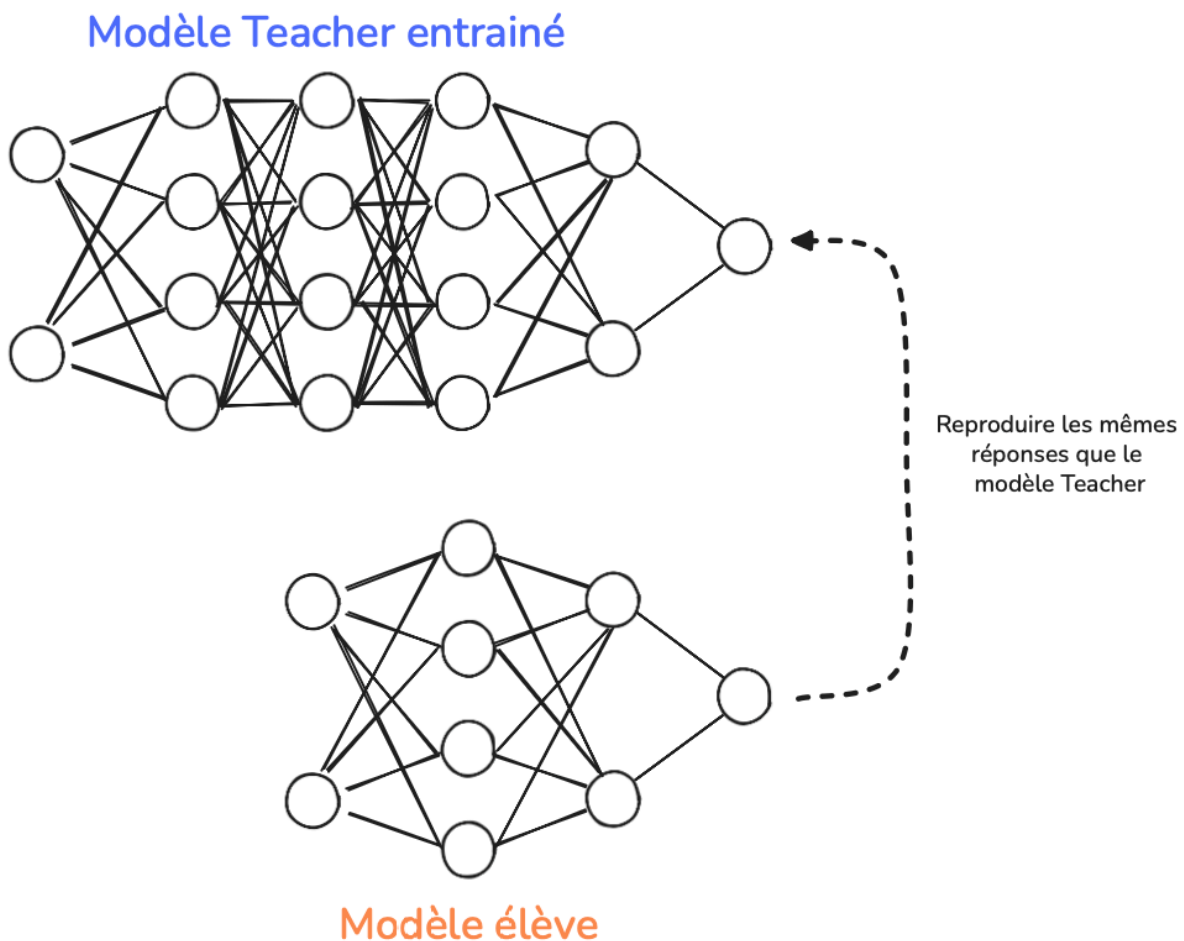 Modèle Teacher entrainé
Reproduire les mêmes
réponses que le
modèle Teacher
Modèle élève